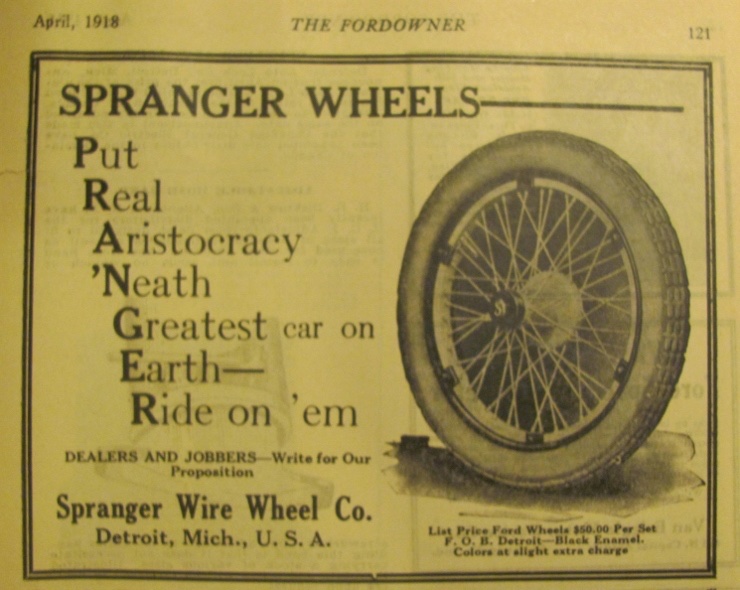 April, 1918
THE FORDOWNER
121
SPRANGER WHEELS—
Put
Real
Aristocracy
'Neath
Greatest car on
Earth—
Ride on 'em
DEALERS AND JOBBERS—Write for Our
Proposition
Spranger Wire Wheel Co.
Detroit, Mich., U. S. A.
List Price Ford Wheels $50.00 Per Set
F. O. B. Detroit—Black Enamel.
Colors at slight extra charge